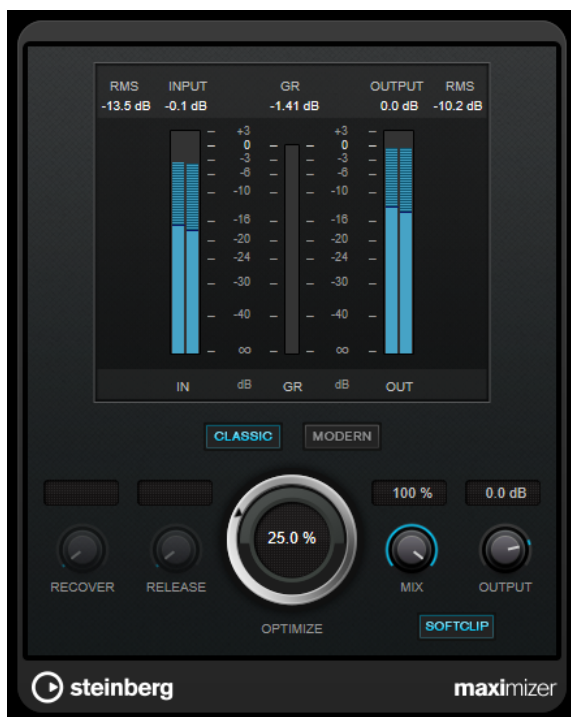 RMS INPUT GR OUTPUT RMS
-13.5 dB -0.1 dB -1.41 dB 0.0 dB -10.2 dB
+3 +3
0 0
-3 -3
-6 -6
-10 -10
-16 -16
-20 -20
-24 -24
-30 -30
-40 -40
∞ ∞
IN dB GR dB OUT
CLASSIC MODERN
100 % 0.0 dB
25.0 %
RECOVER RELEASE MIX OUTPUT
OPTIMIZE SOFTCLIP
steinberg maximizer